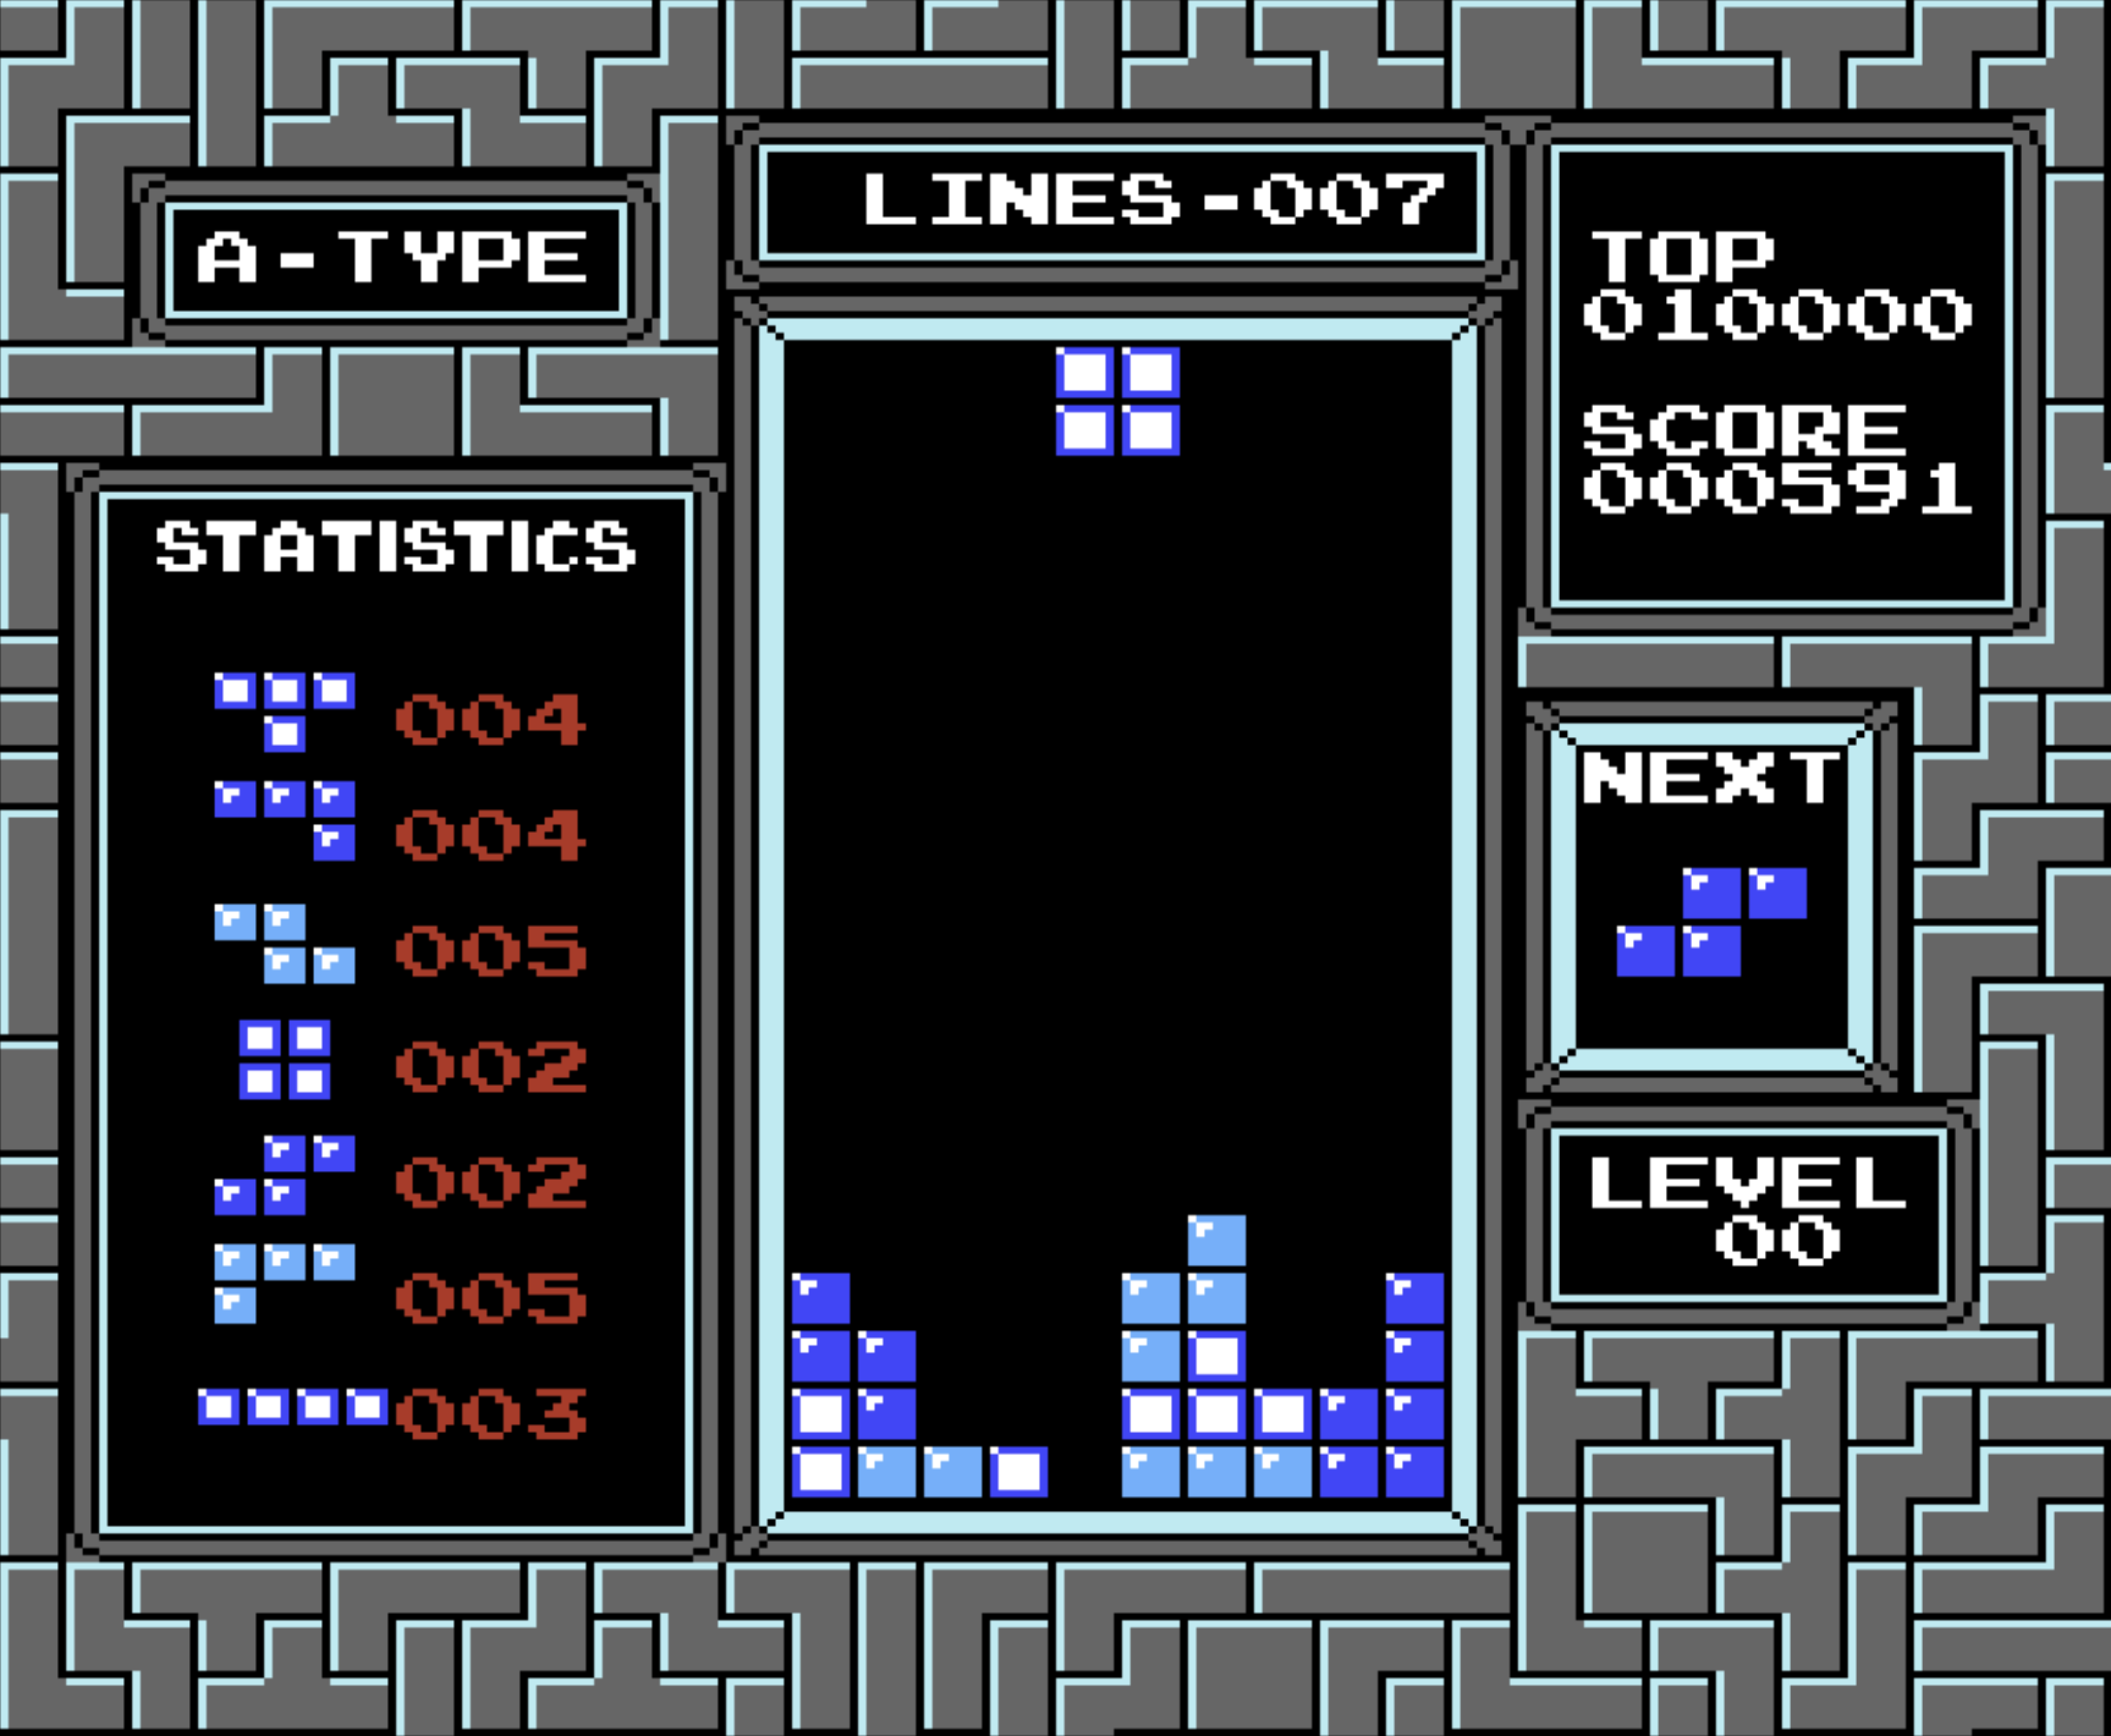 LINES-007
A-TYPE
TOP
010000
SCORE
000591
STATISTICS
004
004
005
002
002
005
003
NEXT
LEVEL
00